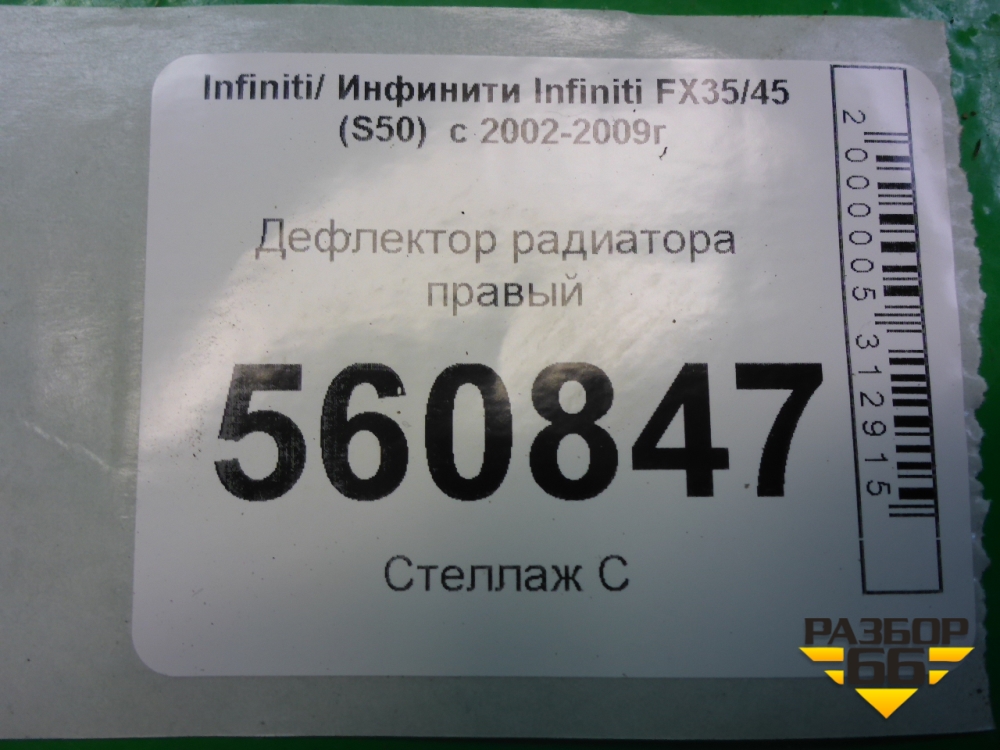 Infiniti/ Инфинити Infiniti FX35/45
(S50) с 2002-2009г
Дефлектор радиатора
правый
560847
Стеллаж С
2000005312915
РАЗБОР
66